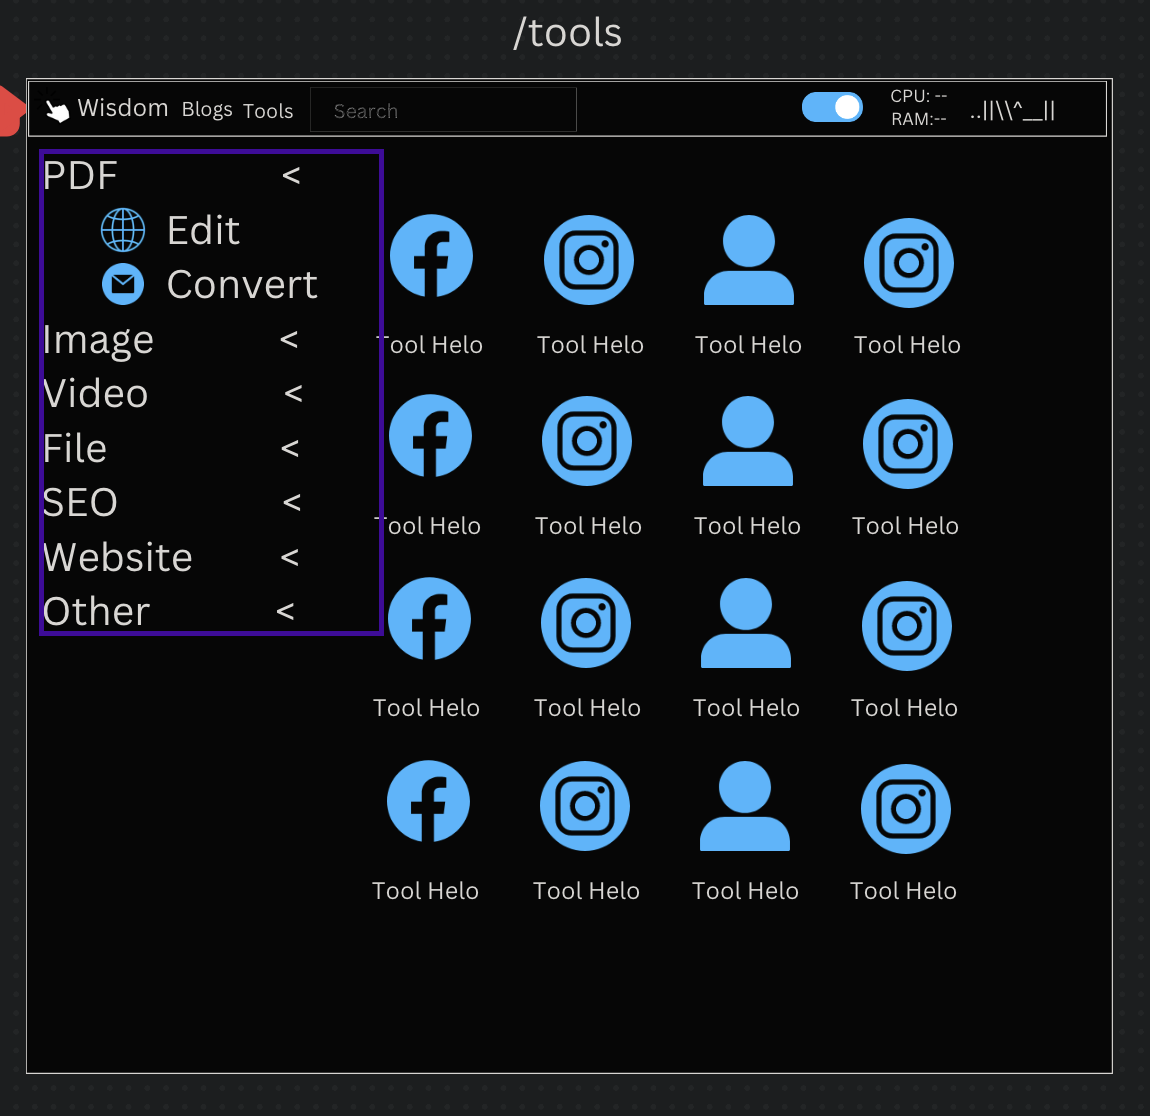 /tools
Wisdom Blogs Tools Search CPU: -- ..||\\^__||
RAM:--
PDF <
Edit
Convert
Image <
Video <
File <
SEO <
Website <
Other <
Tool Helo Tool Helo Tool Helo Tool Helo
Tool Helo Tool Helo Tool Helo Tool Helo
Tool Helo Tool Helo Tool Helo Tool Helo
Tool Helo Tool Helo Tool Helo Tool Helo